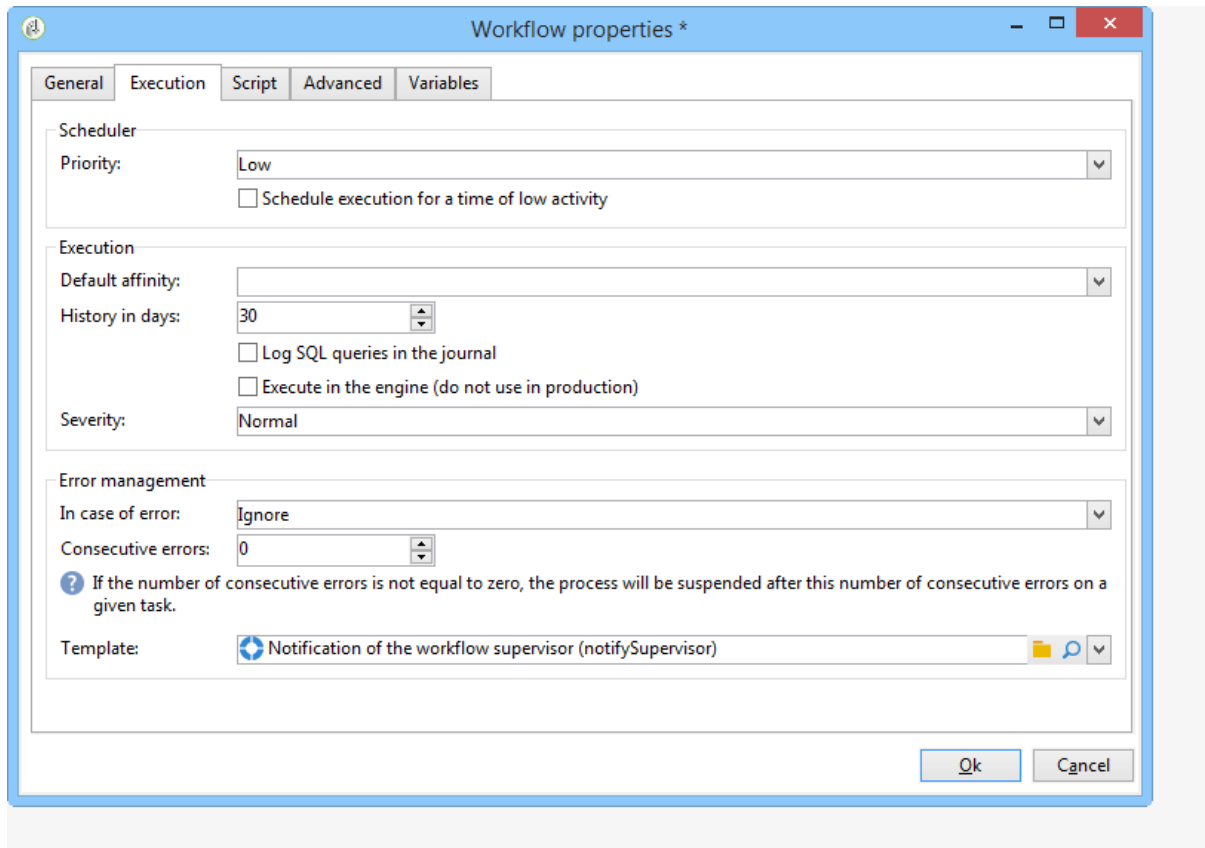 Workflow properties *
General Execution Script Advanced Variables
Scheduler
Priority: Low
Schedule execution for a time of low activity
Execution
Default affinity:
History in days: 30
Log SQL queries in the journal
Execute in the engine (do not use in production)
Severity: Normal
Error management
In case of error: Ignore
Consecutive errors: 0
? If the number of consecutive errors is not equal to zero, the process will be suspended after this number of consecutive errors on a
given task.
Template: Notification of the workflow supervisor (notifySupervisor)
Ok Cancel